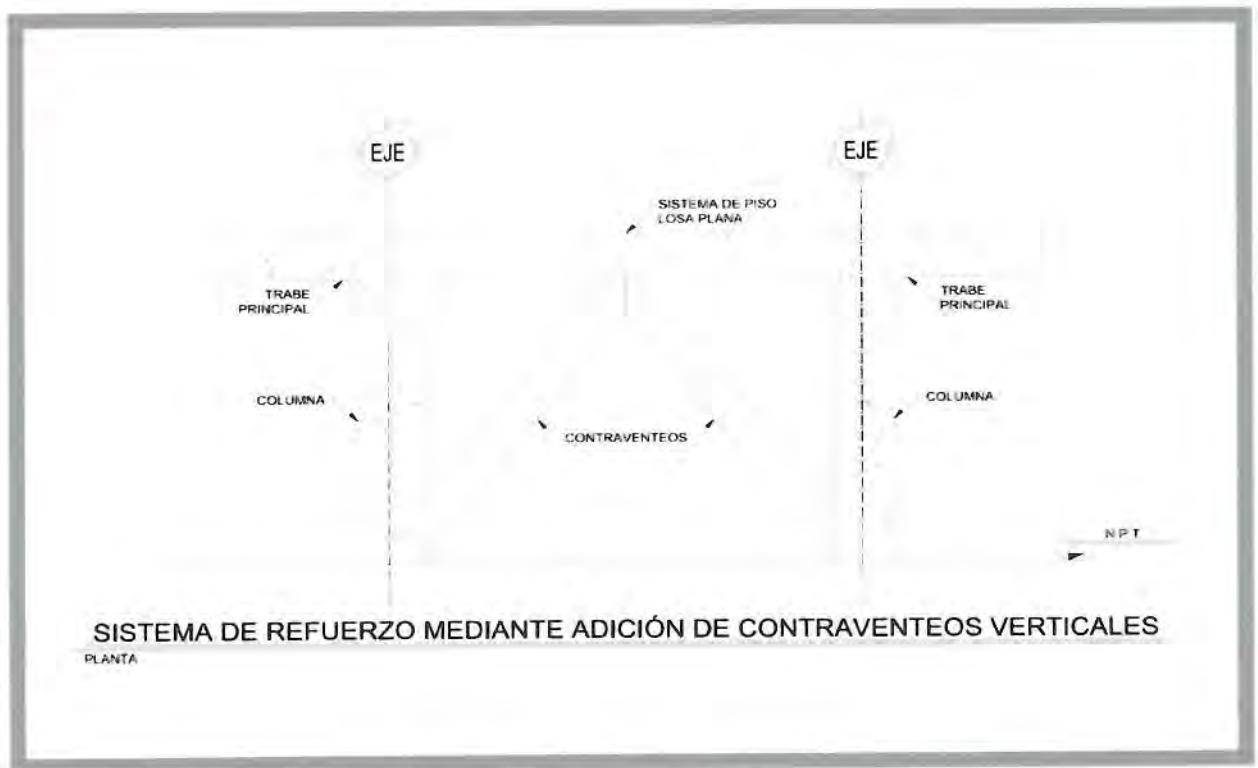 EJE
EJE
SISTEMA DE PISO
LOSA PLANA
TRABE
PRINCIPAL
TRABE
PRINCIPAL
COLUMNA
COLUMNA
CONTRAVENTEOS
N P T
SISTEMA DE REFUERZO MEDIANTE ADICIÓN DE CONTRAVENTEOS VERTICALES
PLANTA